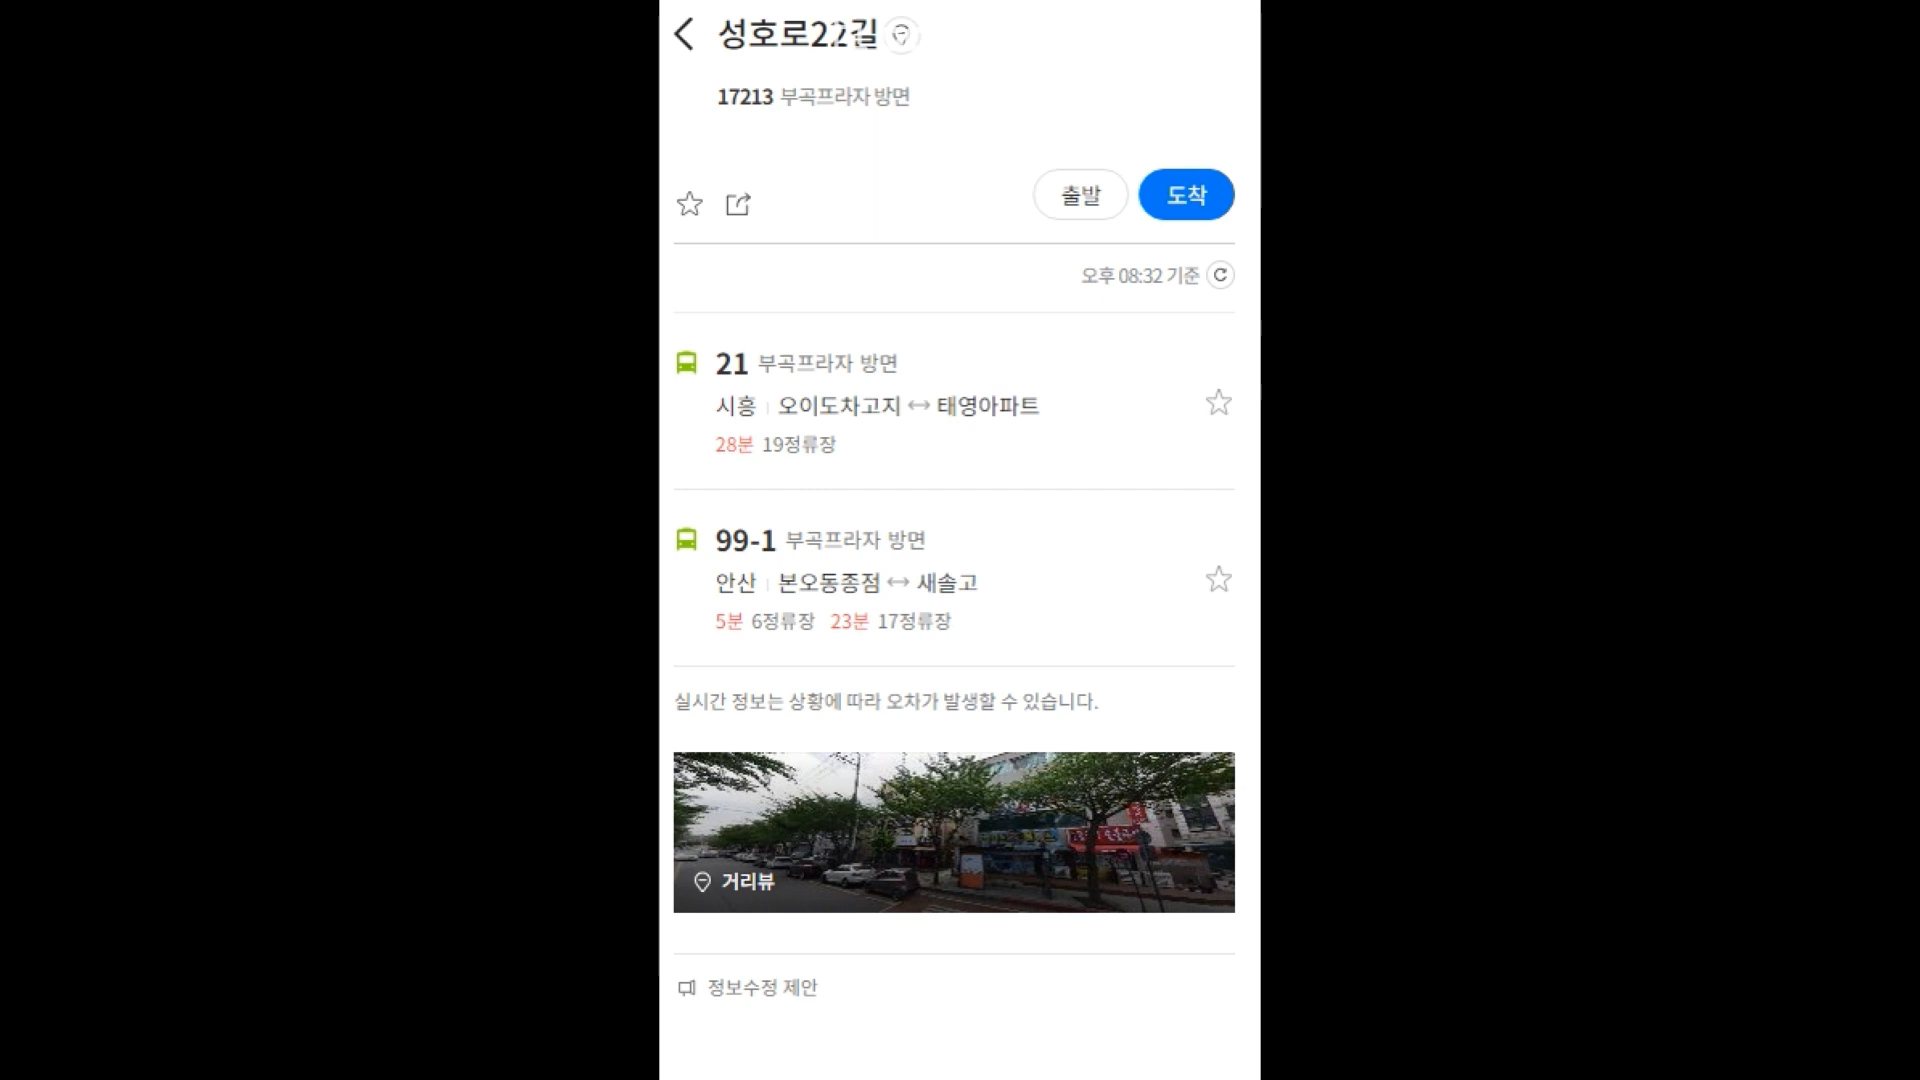 성호로22길
17213 부곡프라자 방면
출발 도착
오후 08:32 기준
21 부곡프라자 방면
시흥 오이도차고지 ↔ 태영아파트
28분 19정류장
99-1 부곡프라자 방면
안산 본오동종점 ↔ 새솔고
5분 6정류장 23분 17정류장
실시간 정보는 상황에 따라 오차가 발생할 수 있습니다.
거리뷰
정보수정 제안